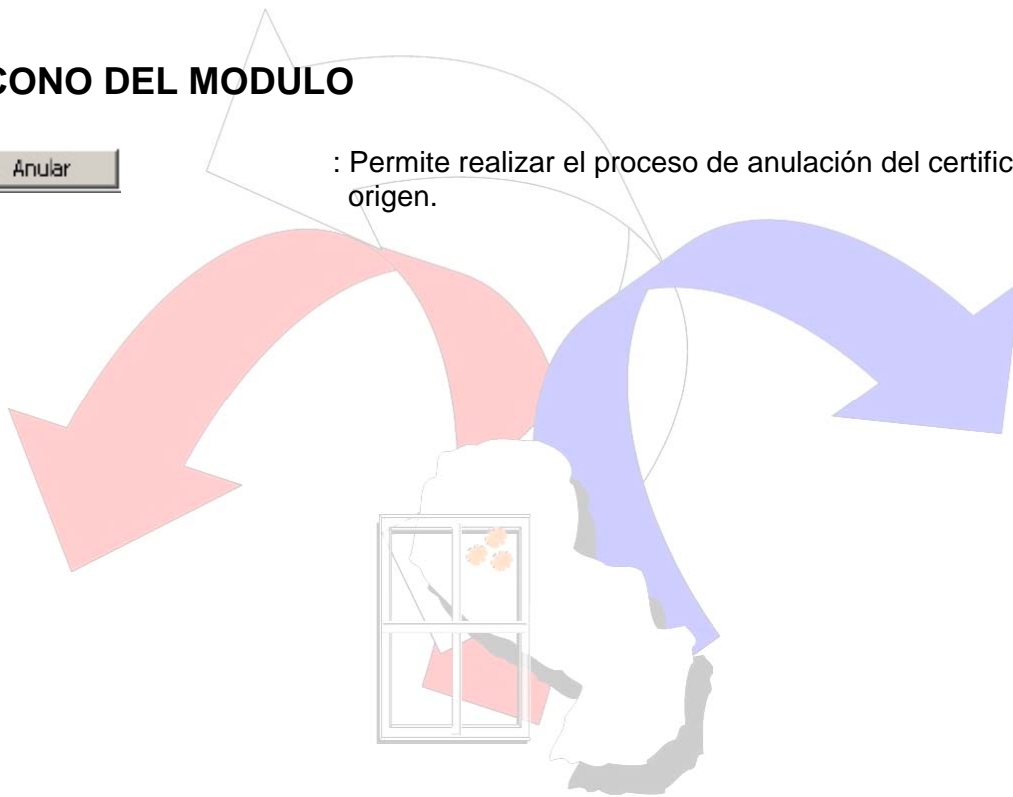 CONO DEL MODULO
Anular
: Permite realizar el proceso de anulación del certific
origen.